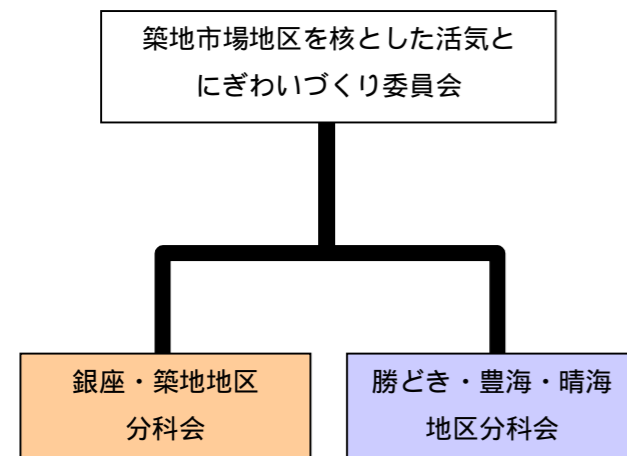 築地市場地区を核とした活気と
にぎわいづくり委員会
銀座・築地地区
分科会
勝どき・豊海・晴海
地区分科会